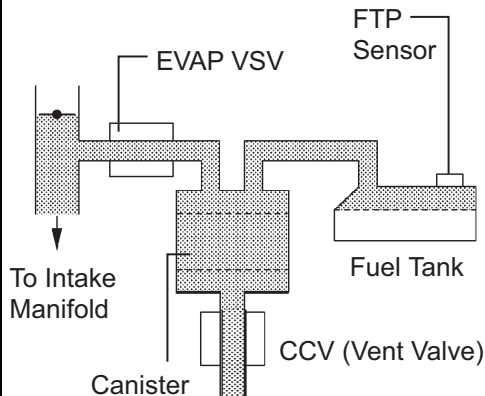 FTP
Sensor
EVAP VSV
To Intake
Manifold
Fuel Tank
CCV (Vent Valve)
Canister